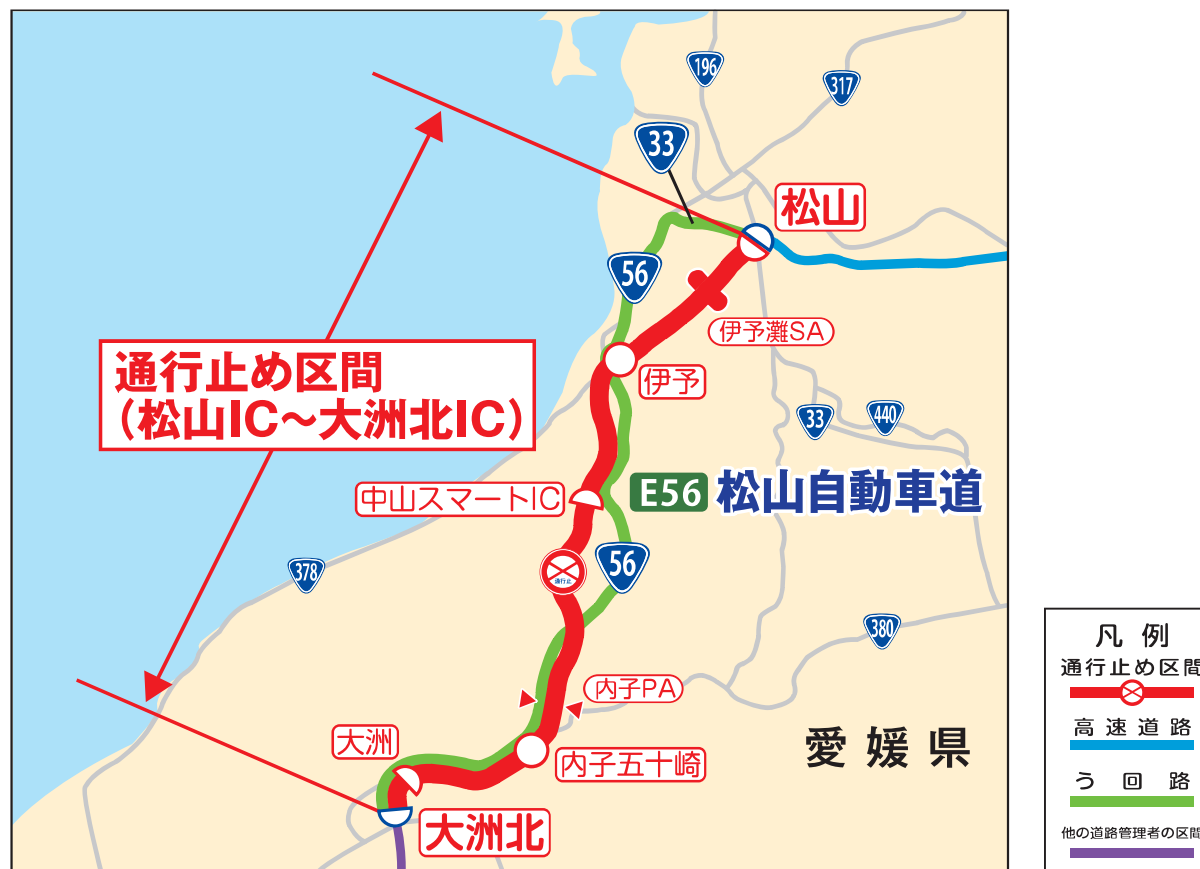 196
317
33
松山
56
伊予灘SA
通行止め区間
(松山IC～大洲北IC)
伊予
33
440
中山スマートIC
E56 松山自動車道
378
通行止
56
380
内子PA
大洲
内子五十崎
愛媛県
大洲北
凡例
通行止め区間
高速道路
う回路
他の道路管理者の区間